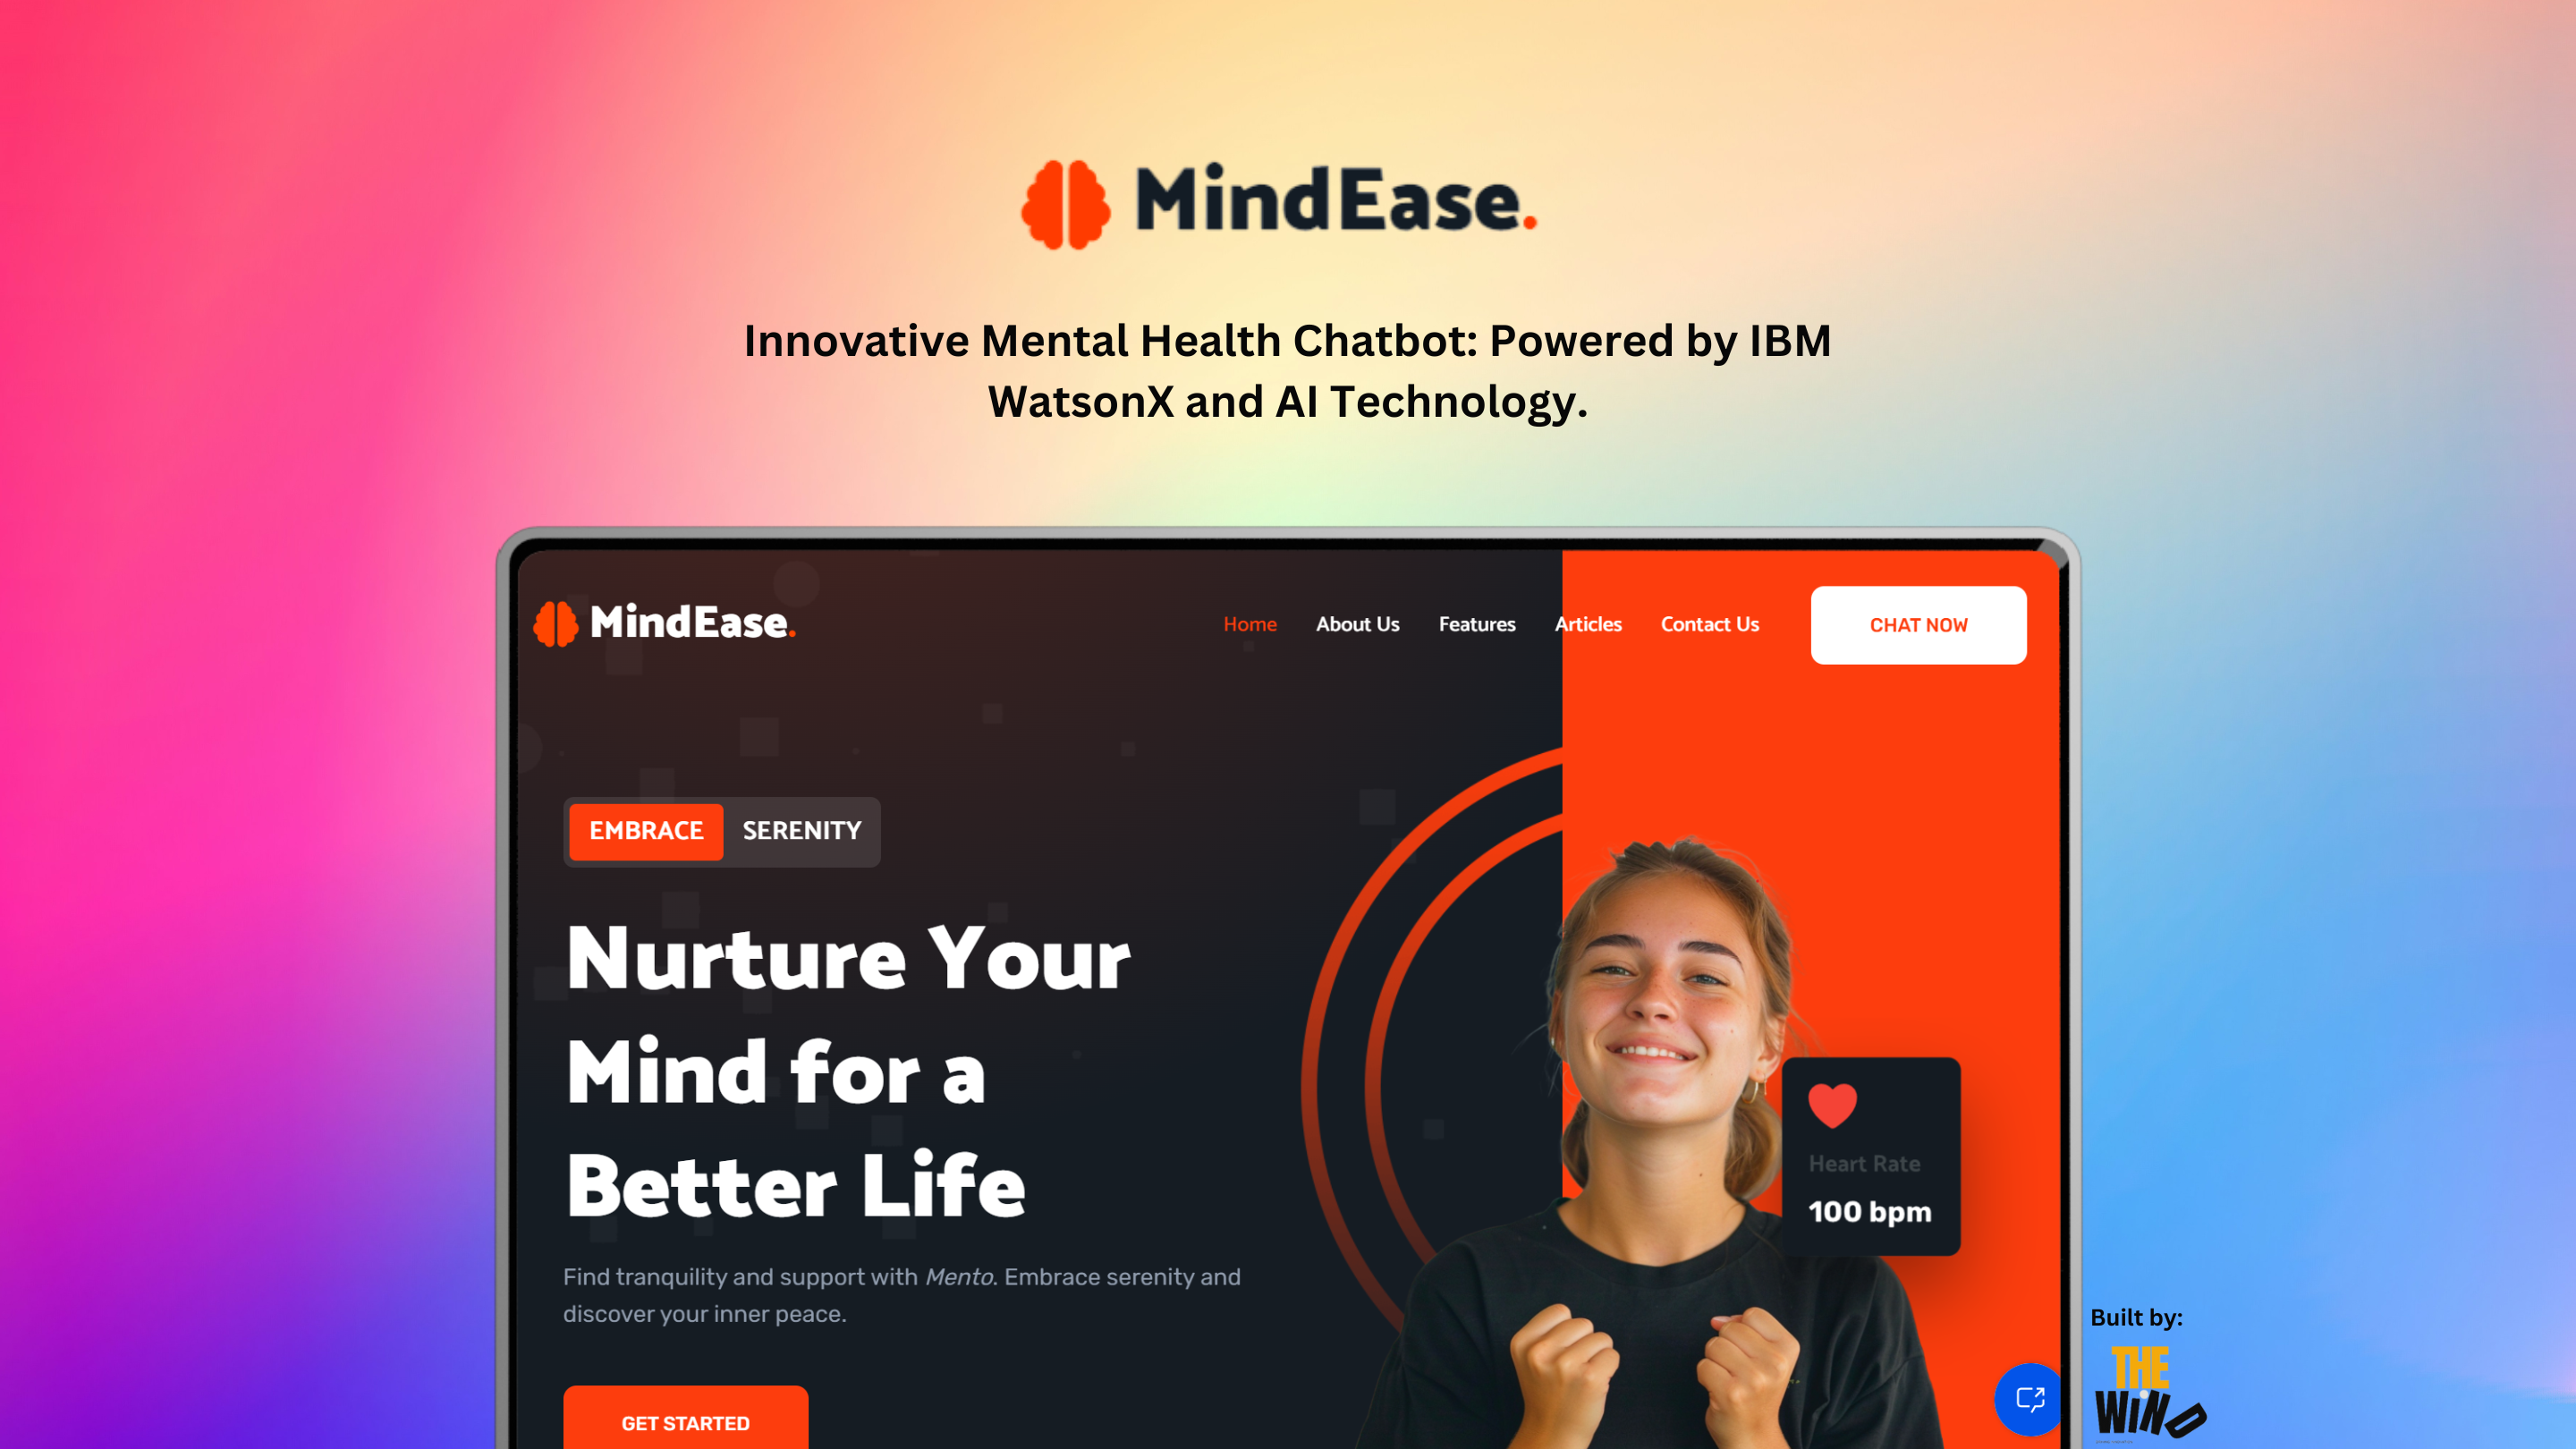 MindEase.
Innovative Mental Health Chatbot: Powered by IBM
WatsonX and AI Technology.
MindEase.
Home About Us Features Articles Contact Us CHAT NOW
EMBRACE SERENITY
Nurture Your
Mind for a
Better Life
Heart Rate
100 bpm
Find tranquility and support with Mento. Embrace serenity and
discover your inner peace.
GET STARTED
Built by:
THE
WIND